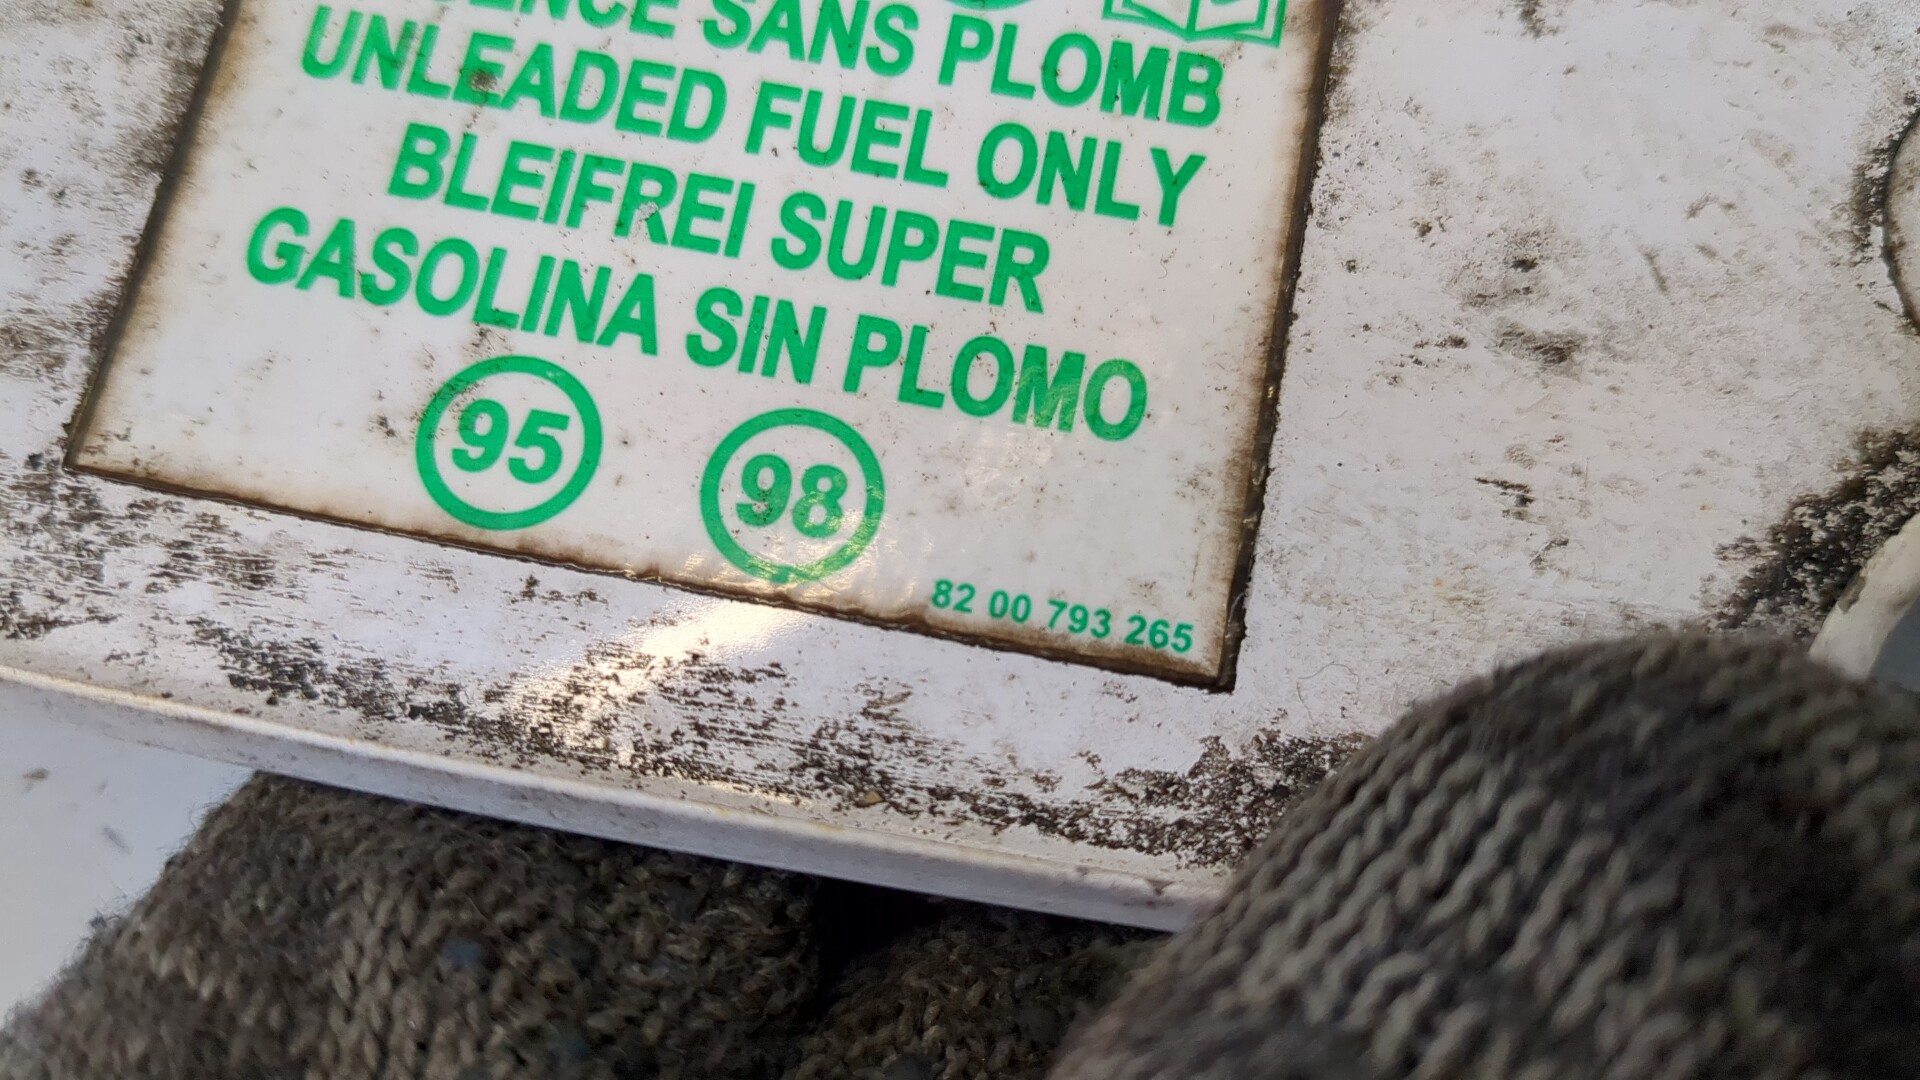 SANS PLOMB
UNLEADED FUEL ONLY
BLEIFREI SUPER
GASOLINA SIN PLOMO
95 98
82 00 793 265